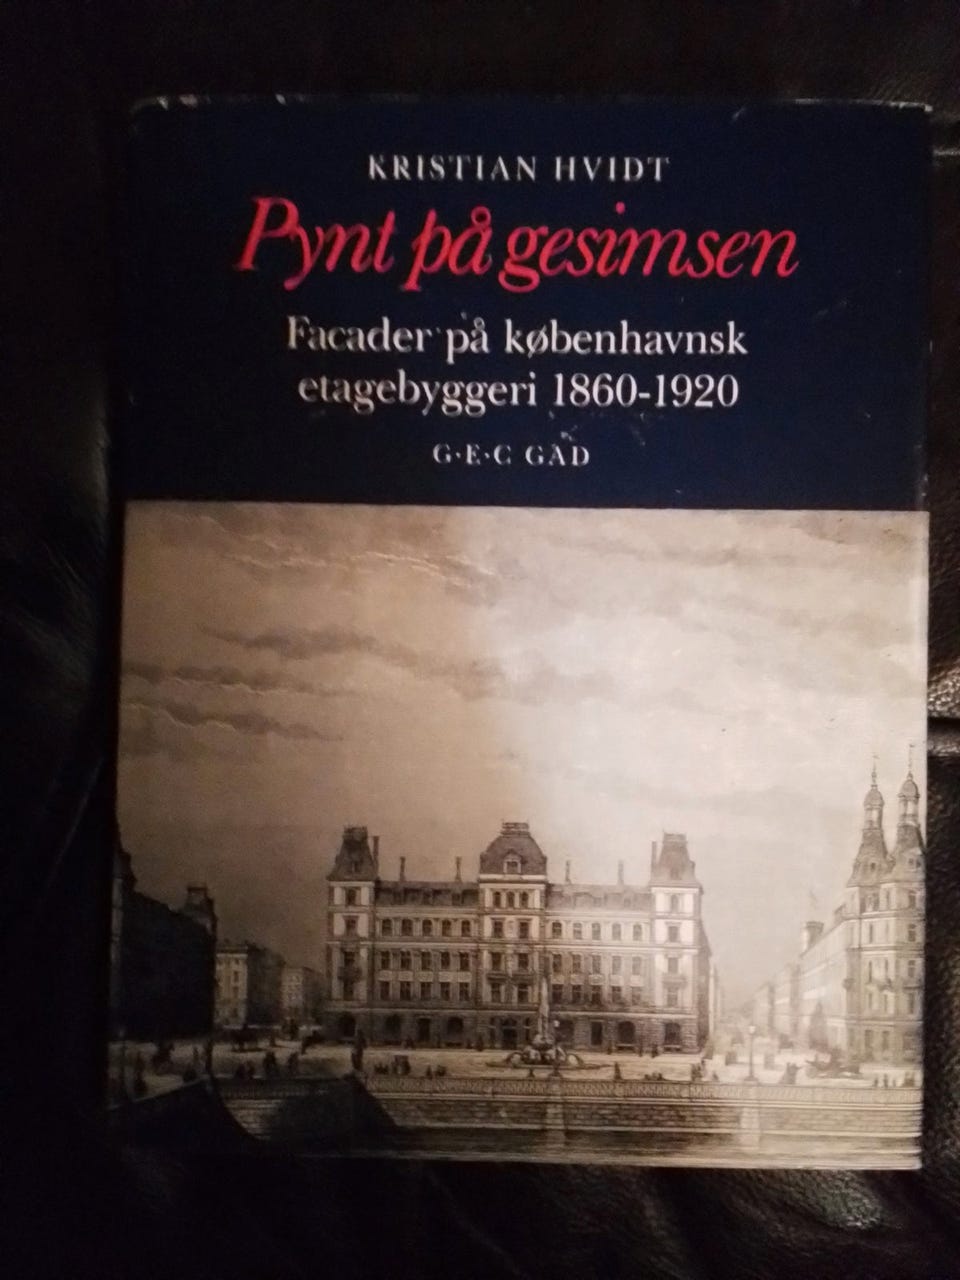 KRISTIAN HVIDT
Pynt på gesimsen
Facader på københavnsk
etagebyggeri 1860-1920
G·E·C GAD